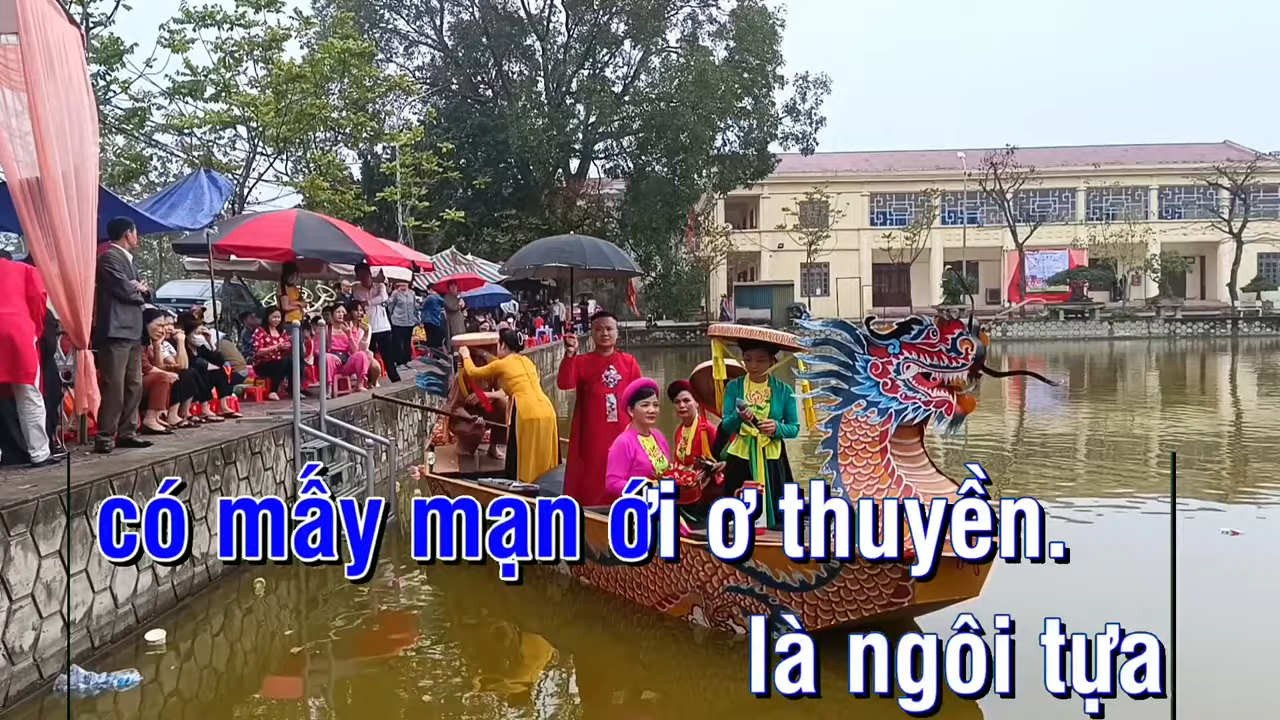 có mấy mạn ới ơ thuyền.
là ngôi tựa